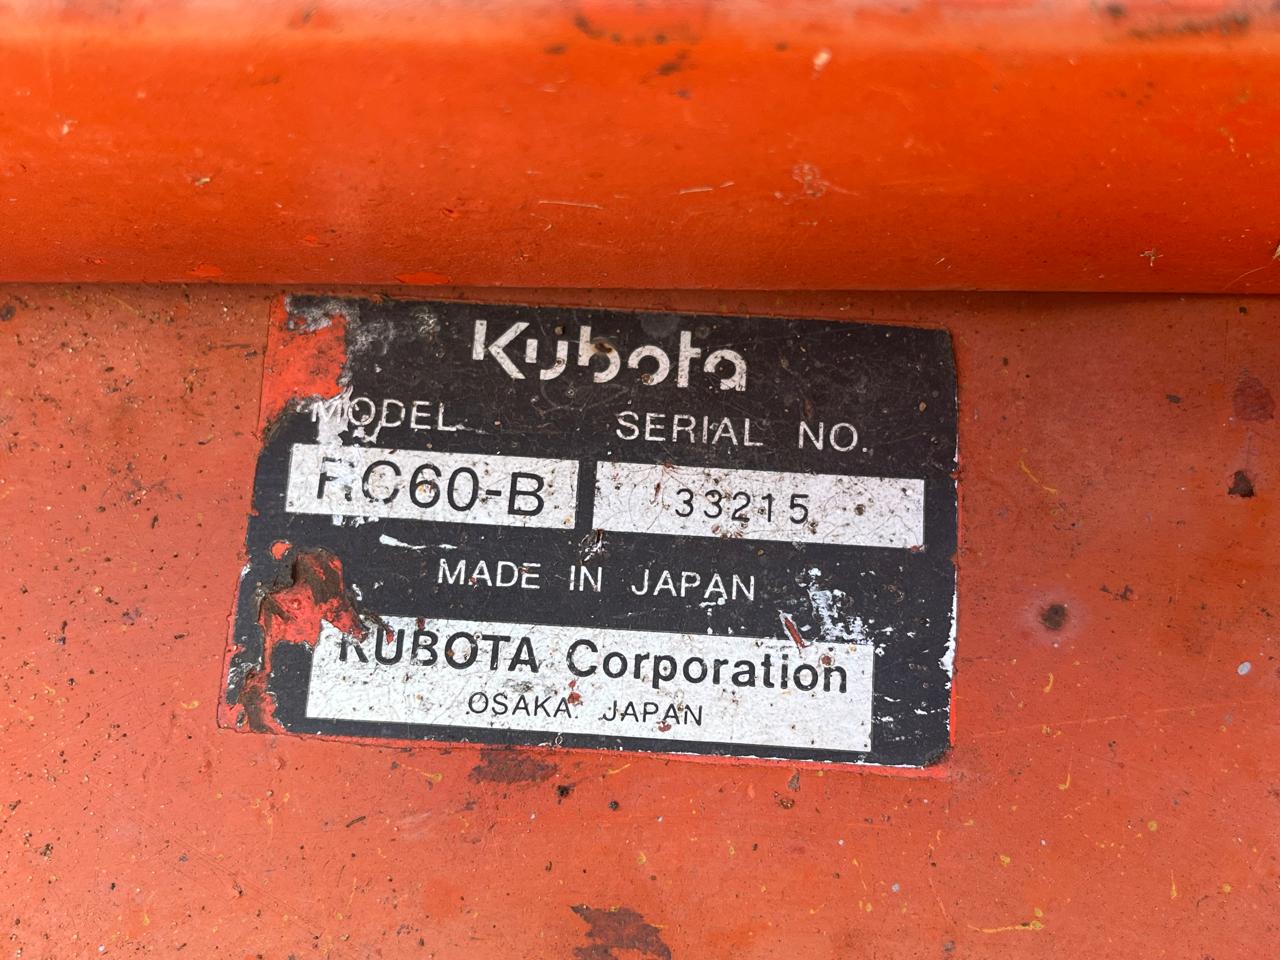 Kubota
MODEL SERIAL NO.
RC60-B 33215
MADE IN JAPAN
KUBOTA Corporation
OSAKA JAPAN